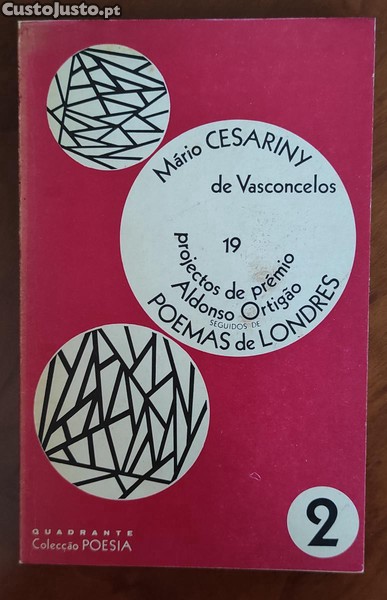 CustoJusto.pt
Mário CESARINY
de Vasconcelos
19
projectos de prémio
Aldonso Ortigão
SEGUIDOS DE
POEMAS de LONDRES
QUADRANTE
Colecção POESIA
2